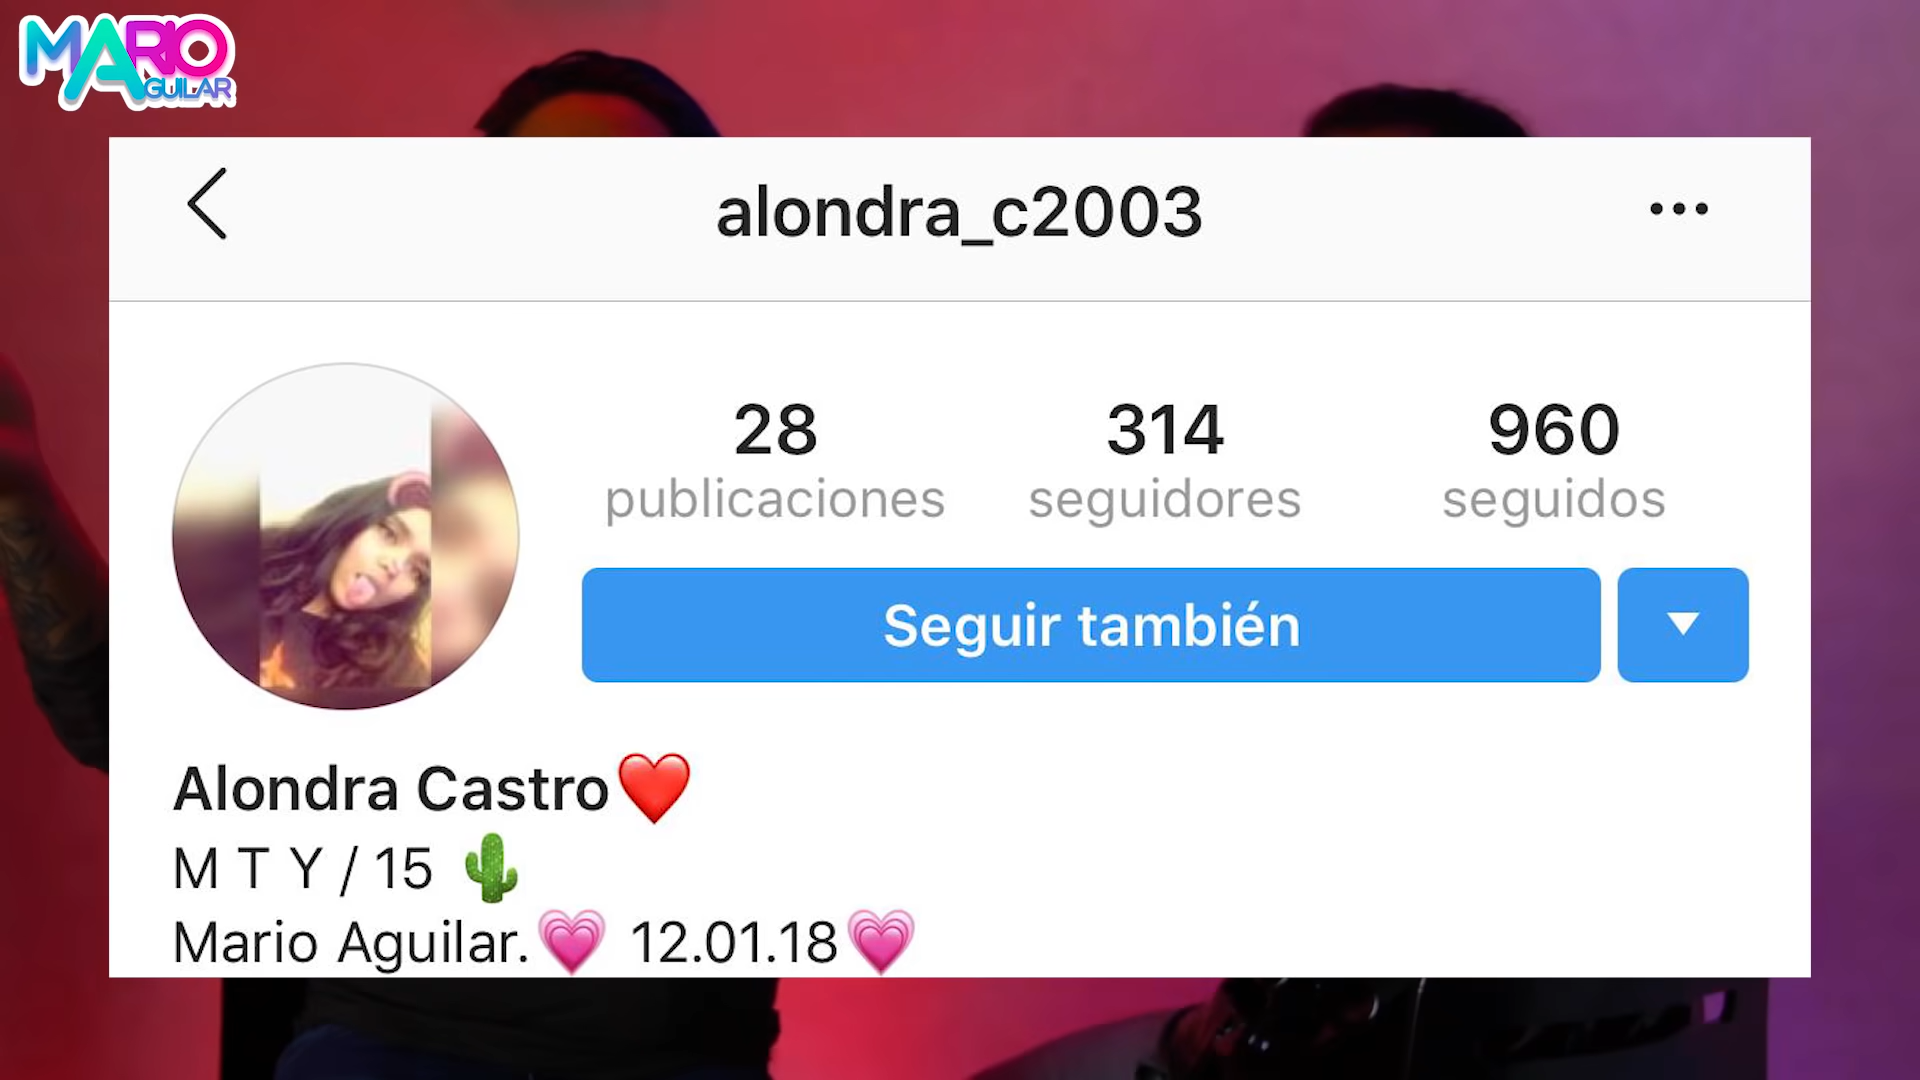 MARIO
AGUILAR
alondra_c2003
28
314
960
publicaciones
seguidores
seguidos
Seguir también
Alondra Castro❤️
M T Y / 15 🌵
Mario Aguilar.💗 12.01.18💗